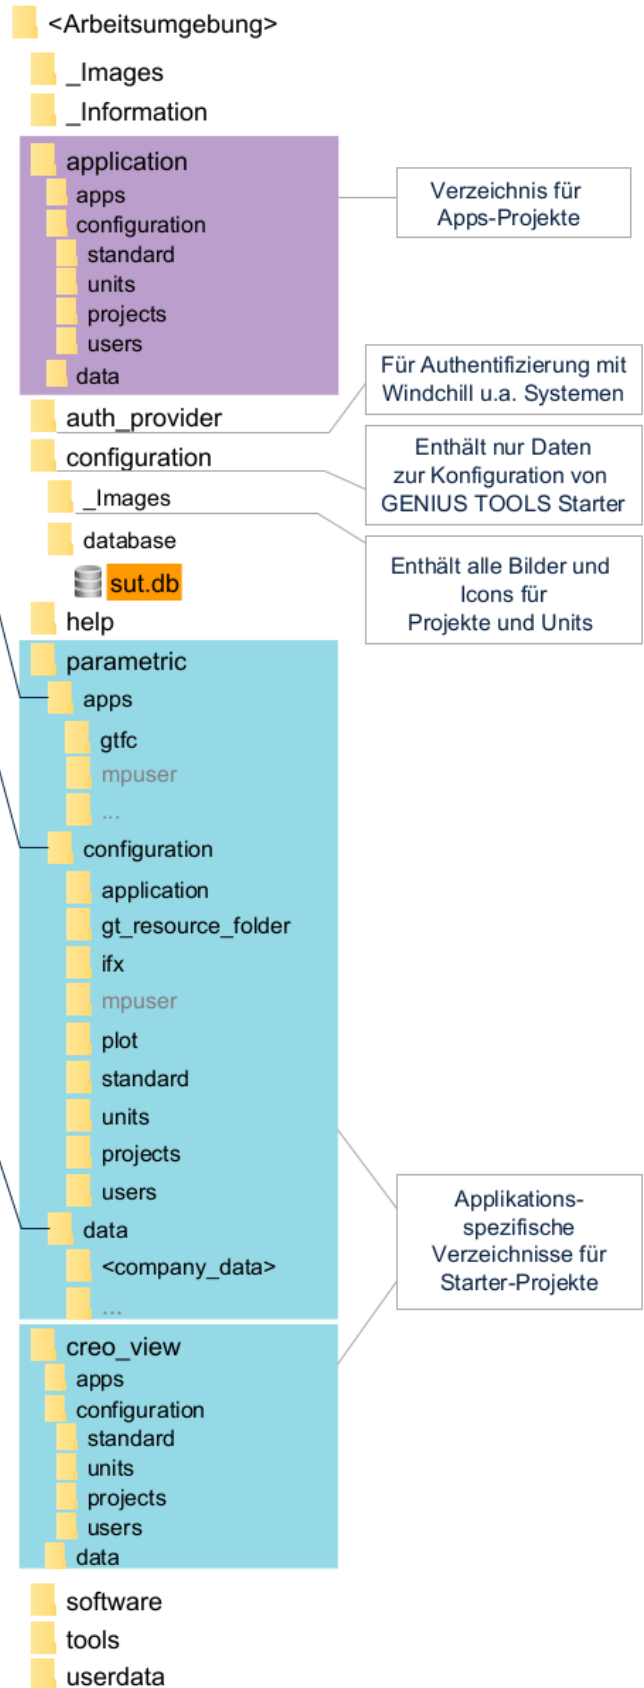 <Arbeitsumgebung>
_Images
_Information
application
apps
configuration
standard
units
projects
users
data
Verzeichnis für
Apps-Projekte
auth_provider
Für Authentifizierung mit
Windchill u.a. Systemen
configuration
Enthält nur Daten
zur Konfiguration von
GENIUS TOOLS Starter
_Images
Enthält alle Bilder und
Icons für
Projekte und Units
database
sut.db
help
parametric
apps
gtfc
mpuser
...
configuration
application
gt_resource_folder
ifx
mpuser
plot
standard
units
projects
users
data
<company_data>
...
Applikations-
spezifische
Verzeichnisse für
Starter-Projekte
creo_view
apps
configuration
standard
units
projects
users
data
software
tools
userdata